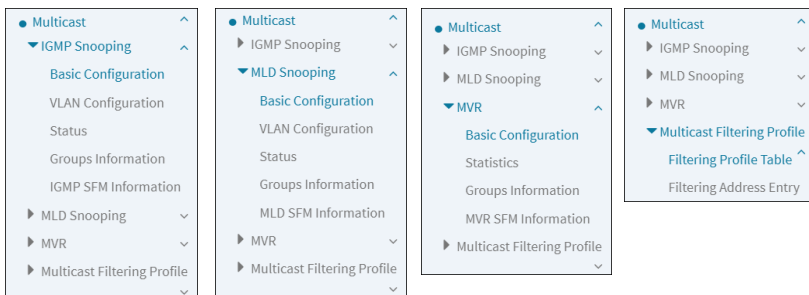 Multicast
IGMP Snooping
Basic Configuration
VLAN Configuration
Status
Groups Information
IGMP SFM Information
MLD Snooping
MVR
Multicast Filtering Profile
Multicast
IGMP Snooping
MLD Snooping
Basic Configuration
VLAN Configuration
Status
Groups Information
MLD SFM Information
MVR
Multicast Filtering Profile
Multicast
IGMP Snooping
MLD Snooping
MVR
Basic Configuration
Statistics
Groups Information
MVR SFM Information
Multicast Filtering Profile
Multicast
IGMP Snooping
MLD Snooping
MVR
Multicast Filtering Profile
Filtering Profile Table
Filtering Address Entry